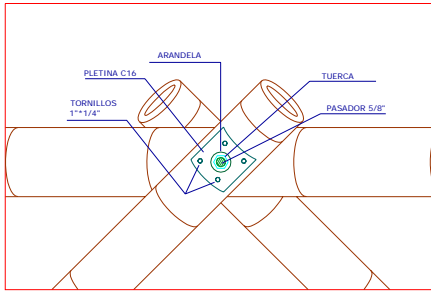 ARANDELA
PLETINA C16
TUERCA
TORNILLOS
1"*1/4"
PASADOR 5/8"